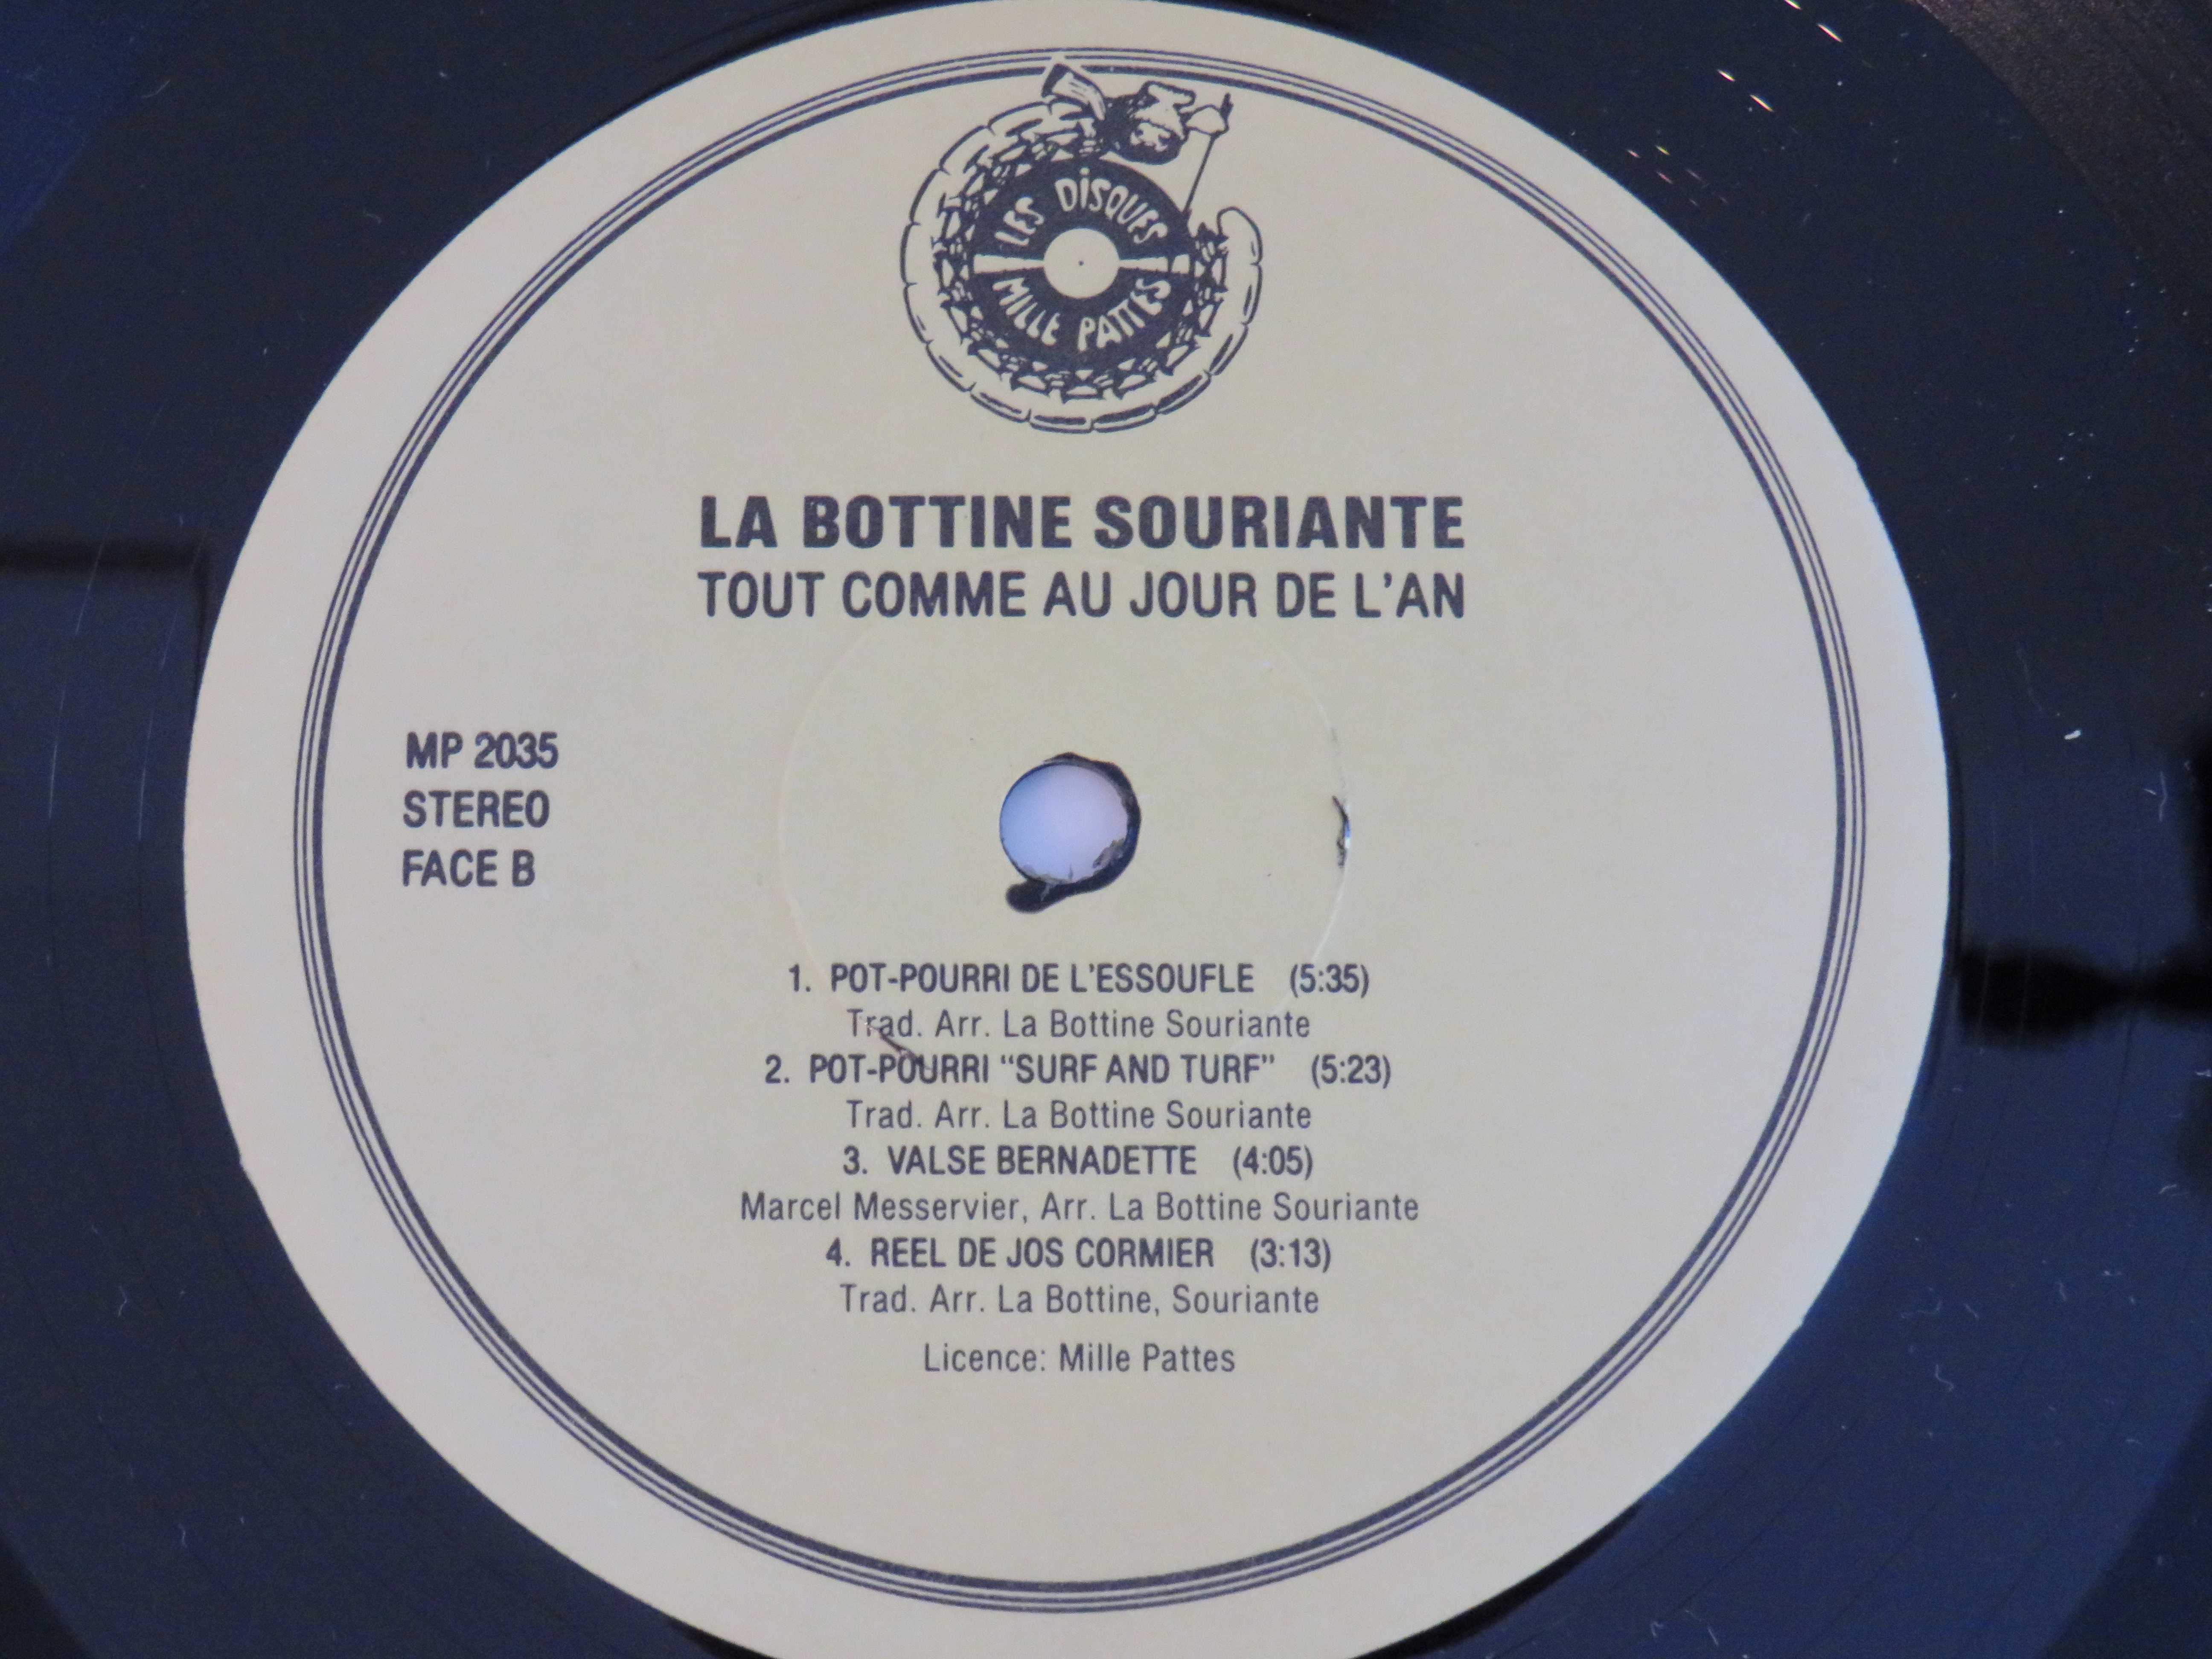 LES DISQUES
MILLE PATTES
LA BOTTINE SOURIANTE
TOUT COMME AU JOUR DE L'AN
MP 2035
STEREO
FACE B
1. POT-POURRI DE L'ESSOUFLE (5:35)
Trad. Arr. La Bottine Souriante
2. POT-POURRI “SURF AND TURF” (5:23)
Trad. Arr. La Bottine Souriante
3. VALSE BERNADETTE (4:05)
Marcel Messervier, Arr. La Bottine Souriante
4. REEL DE JOS CORMIER (3:13)
Trad. Arr. La Bottine, Souriante
Licence: Mille Pattes